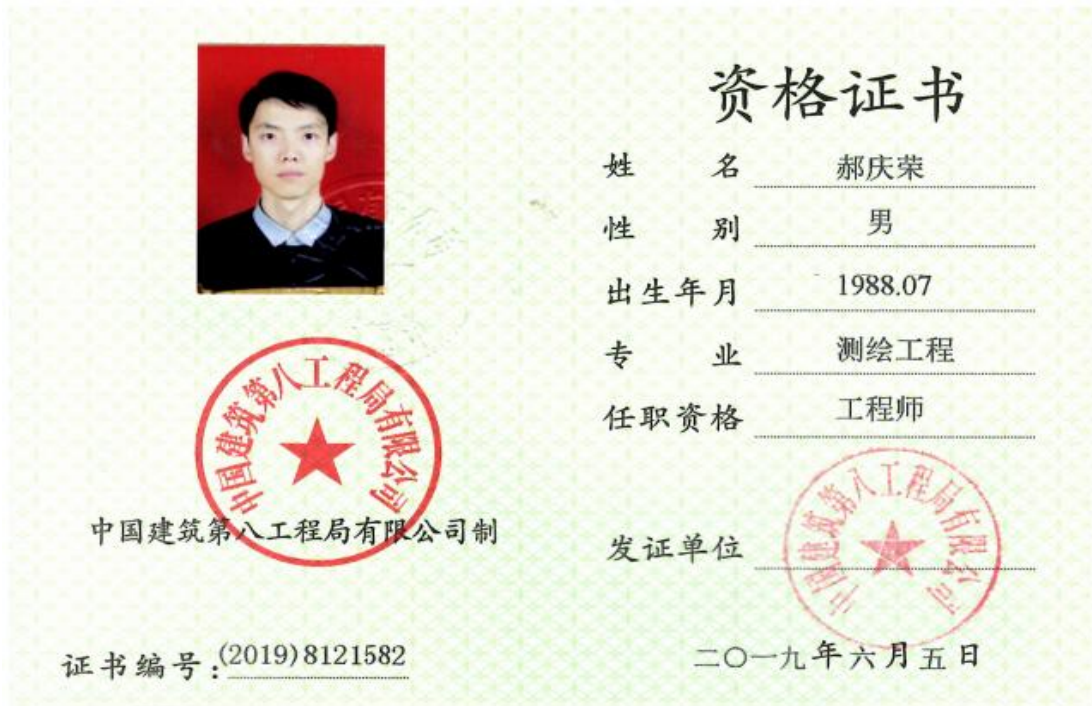 中国建筑第八工程局有限公司
中国建筑第八工程局有限公司制
证书编号:(2019)8121582
资格证书
姓 名 郝庆荣
性 别 男
出生年月 1988.07
专 业 测绘工程
任职资格 工程师
发证单位 中国建筑第八工程局有限公司
二〇一九年六月五日